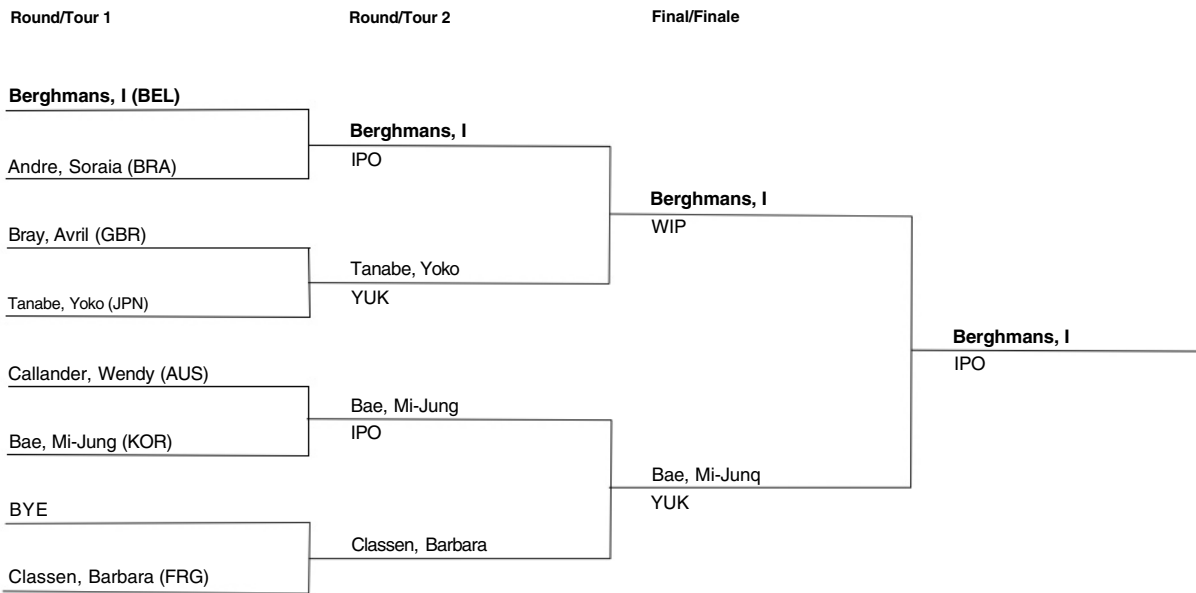 Round/Tour 1
Round/Tour 2
Final/Finale
Berghmans, I (BEL)
Andre, Soraia (BRA)
Bray, Avril (GBR)
Tanabe, Yoko (JPN)
Callander, Wendy (AUS)
Bae, Mi-Jung (KOR)
BYE
Classen, Barbara (FRG)
Berghmans, I
IPO
Tanabe, Yoko
YUK
Bae, Mi-Jung
IPO
Classen, Barbara
Berghmans, I
WIP
Bae, Mi-Junq
YUK
Berghmans, I
IPO